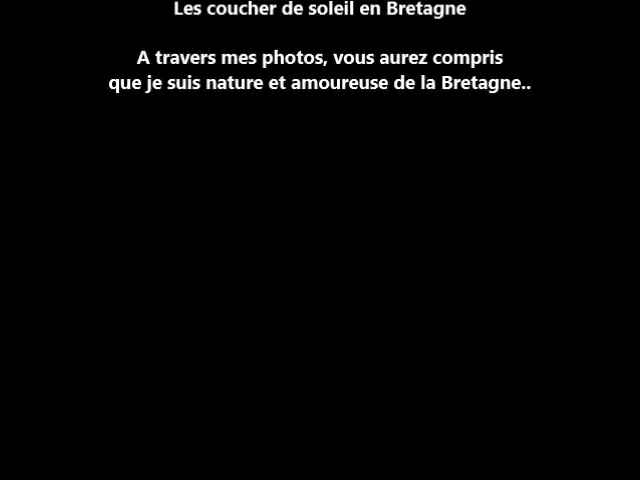 Les coucher de soleil en Bretagne
A travers mes photos, vous aurez compris
que je suis nature et amoureuse de la Bretagne..